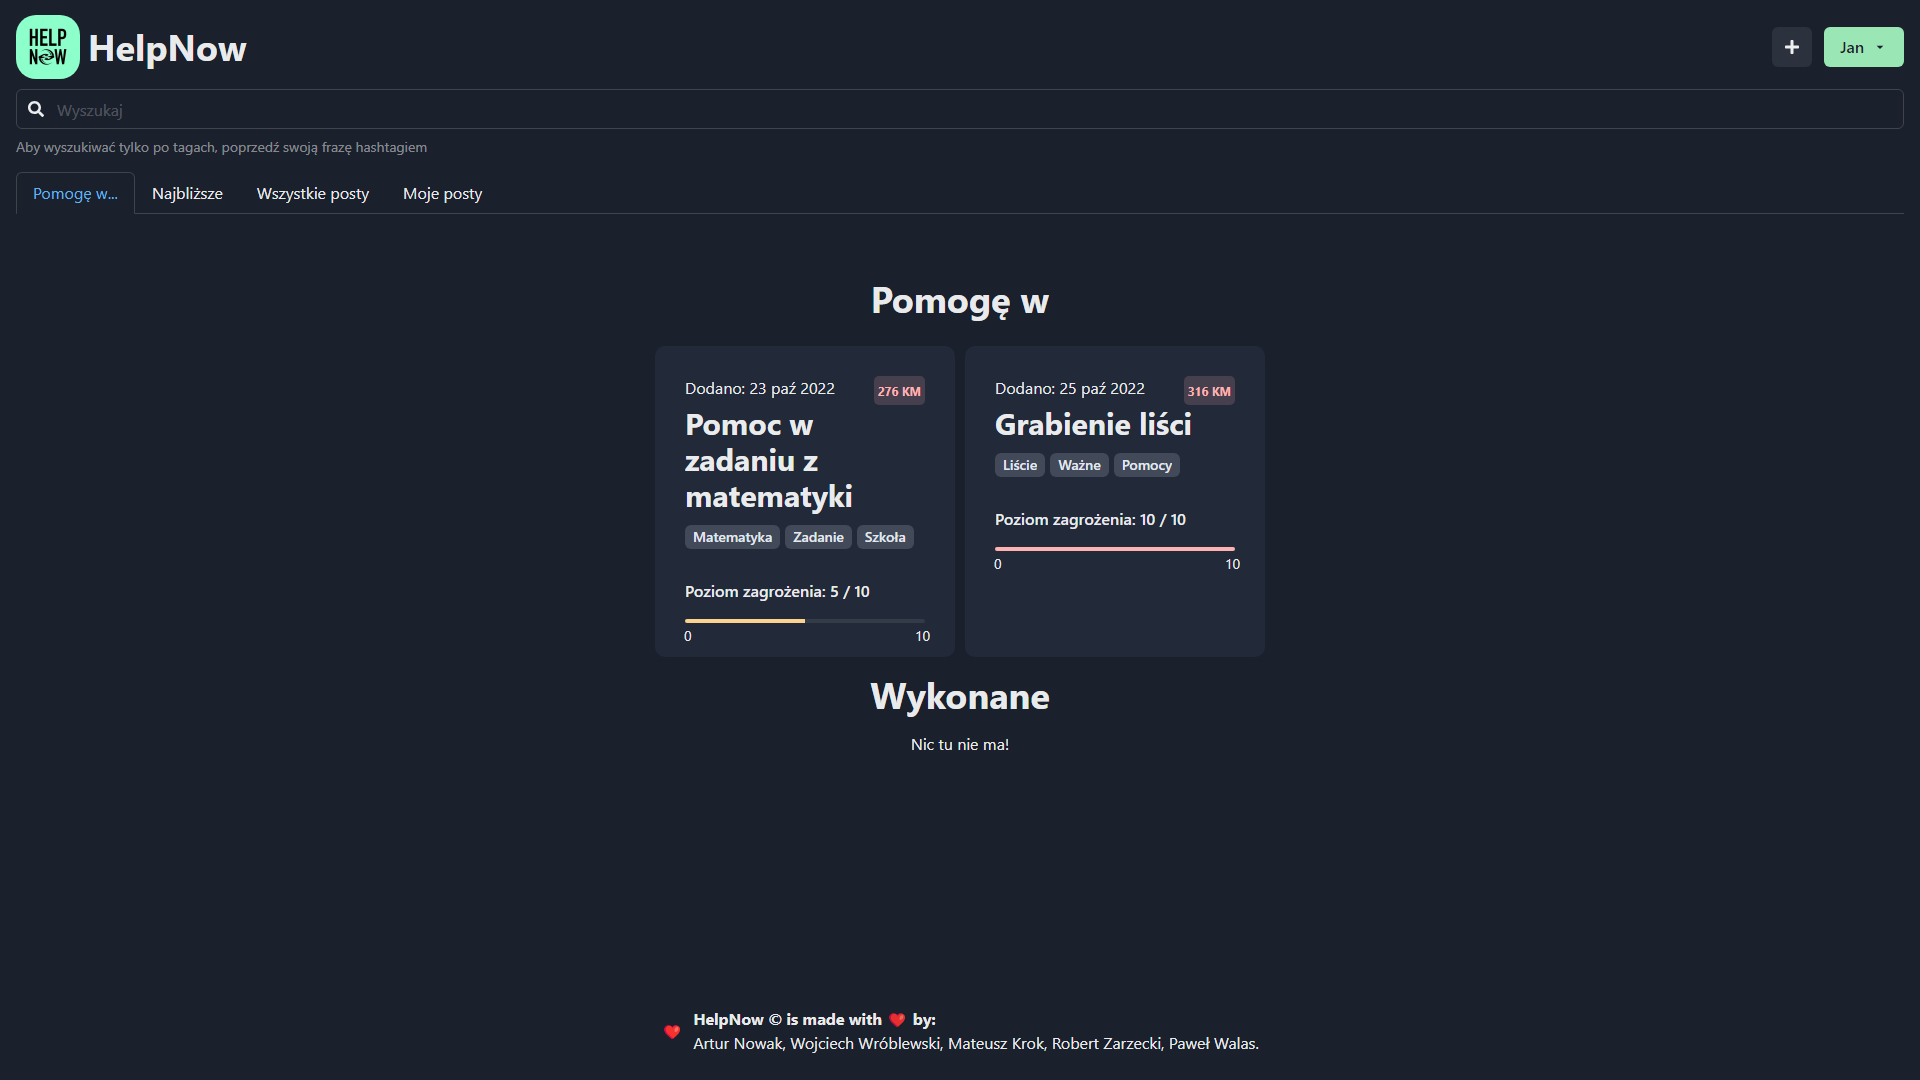 HELP
NOW
HelpNow
Jan
Wyszukaj
Aby wyszukiwać tylko po tagach, poprzedź swoją frazę hashtagiem
Pomogę w...
Najbliższe
Wszystkie posty
Moje posty
Pomogę w
Dodano: 23 paź 2022
276 KM
Pomoc w
zadaniu z
matematyki
Matematyka
Zadanie
Szkoła
Poziom zagrożenia: 5 / 10
0
10
Dodano: 25 paź 2022
316 KM
Grabienie liści
Liście
Ważne
Pomocy
Poziom zagrożenia: 10 / 10
0
10
Wykonane
Nic tu nie ma!
HelpNow © is made with ❤️ by:
Artur Nowak, Wojciech Wróblewski, Mateusz Krok, Robert Zarzecki, Paweł Walas.